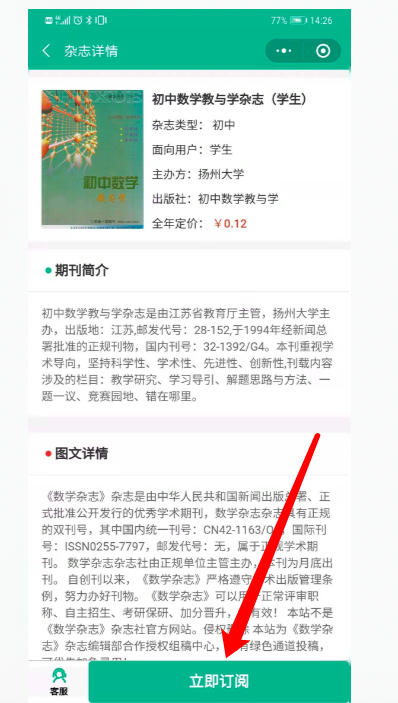 77% 14:26
杂志详情
初中数学教与学杂志（学生）
杂志类型： 初中
面向用户：学生
主办方：扬州大学
出版社：初中数学教与学
全年定价： ￥0.12
初中数学
期刊简介
初中数学教与学杂志是由江苏省教育厅主管，扬州大学主
办，出版地：江苏,邮发代号：28-152,于1994年经新闻总
署批准的正规刊物，国内刊号：32-1392/G4。本刊重视学
术导向，坚持科学性、学术性、先进性、创新性,刊载内容
涉及的栏目：教学研究、学习导引、解题思路与方法、一
题一议、竞赛园地、错在哪里。
图文详情
《数学杂志》杂志是由中华人民共和国新闻出版总署、正
式批准公开发行的优秀学术期刊，数学杂志杂志具有正规
的双刊号，其中国内统一刊号：CN42-1163/O1，国际刊
号：ISSN0255-7797，邮发代号：无，属于正规学术期
刊。 数学杂志杂志社由正规单位主管主办，本刊为月底出
刊。 自创刊以来，《数学杂志》严格遵守学术出版管理条
例，努力办好刊物。《数学杂志》可以用于正常评审职
称、自主招生、考研保研、加分晋升， 有效！ 本站不是
《数学杂志》杂志社官方网站。侵权 本站为《数学杂
志》杂志编辑部合作授权组稿中心， 有绿色通道投稿，
客服
立即订阅